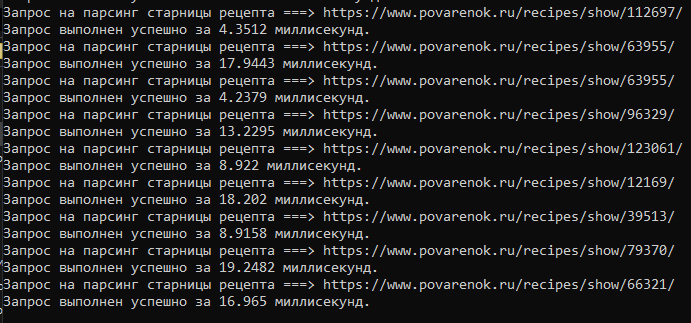 Запрос на парсинг старницы рецепта ===> https://www.povarenok.ru/recipes/show/112697/
Запрос выполнен успешно за 4.3512 миллисекунд.
Запрос на парсинг старницы рецепта ===> https://www.povarenok.ru/recipes/show/63955/
Запрос выполнен успешно за 17.9443 миллисекунд.
Запрос на парсинг старницы рецепта ===> https://www.povarenok.ru/recipes/show/63955/
Запрос выполнен успешно за 4.2379 миллисекунд.
Запрос на парсинг старницы рецепта ===> https://www.povarenok.ru/recipes/show/96329/
Запрос выполнен успешно за 13.2295 миллисекунд.
Запрос на парсинг старницы рецепта ===> https://www.povarenok.ru/recipes/show/123061/
Запрос выполнен успешно за 8.922 миллисекунд.
Запрос на парсинг старницы рецепта ===> https://www.povarenok.ru/recipes/show/12169/
Запрос выполнен успешно за 18.202 миллисекунд.
Запрос на парсинг старницы рецепта ===> https://www.povarenok.ru/recipes/show/39513/
Запрос выполнен успешно за 8.9158 миллисекунд.
Запрос на парсинг старницы рецепта ===> https://www.povarenok.ru/recipes/show/79370/
Запрос выполнен успешно за 19.2482 миллисекунд.
Запрос на парсинг старницы рецепта ===> https://www.povarenok.ru/recipes/show/66321/
Запрос выполнен успешно за 16.965 миллисекунд.